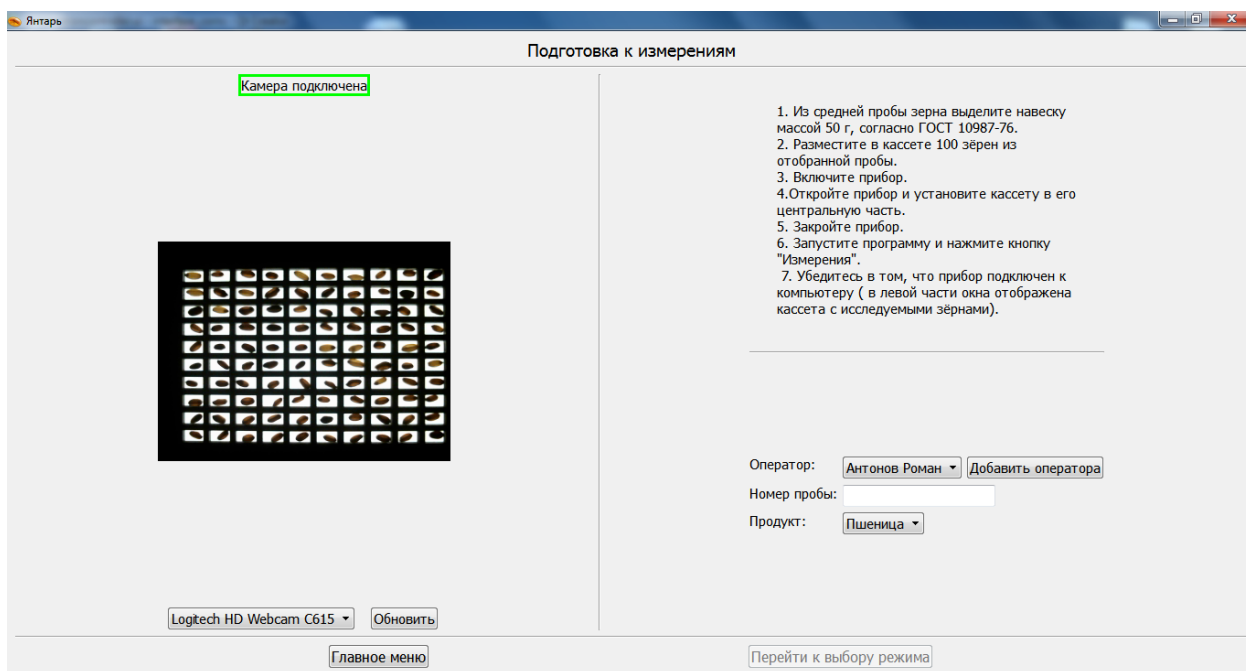 Янтарь
Подготовка к измерениям
Камера подключена
1. Из средней пробы зерна выделите навеску
массой 50 г, согласно ГОСТ 10987-76.
2. Разместите в кассете 100 зёрен из
отобранной пробы.
3. Включите прибор.
4.Откройте прибор и установите кассету в его
центральную часть.
5. Закройте прибор.
6. Запустите программу и нажмите кнопку
"Измерения".
7. Убедитесь в том, что прибор подключен к
компьютеру ( в левой части окна отображена
кассета с исследуемыми зёрнами).
Оператор: Антонов Роман Добавить оператора
Номер пробы:
Продукт: Пшеница
Logitech HD Webcam C615 Обновить
Главное меню Перейти к выбору режима